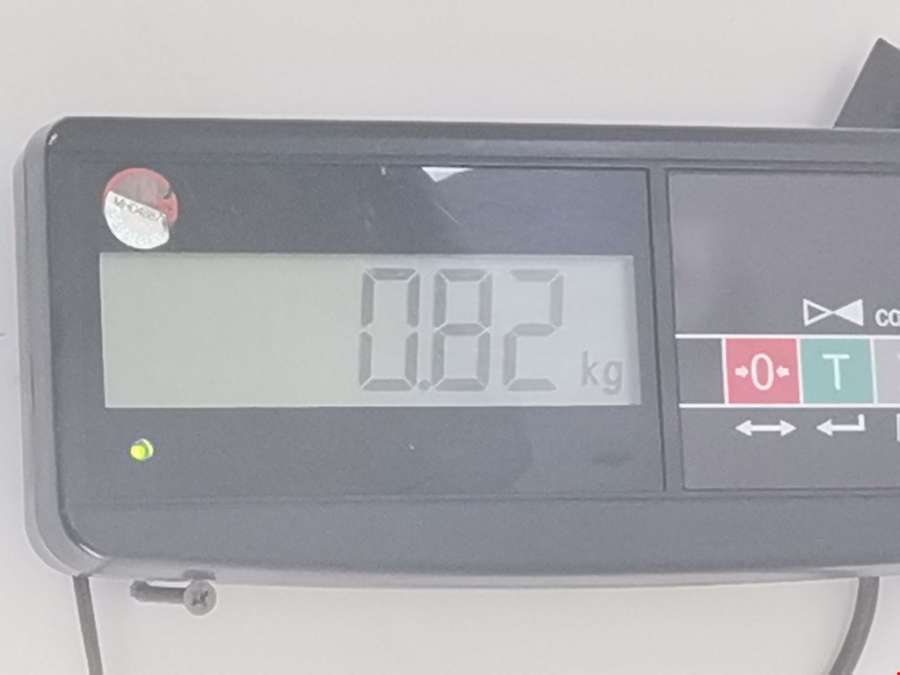 0.82 kg
→0← T